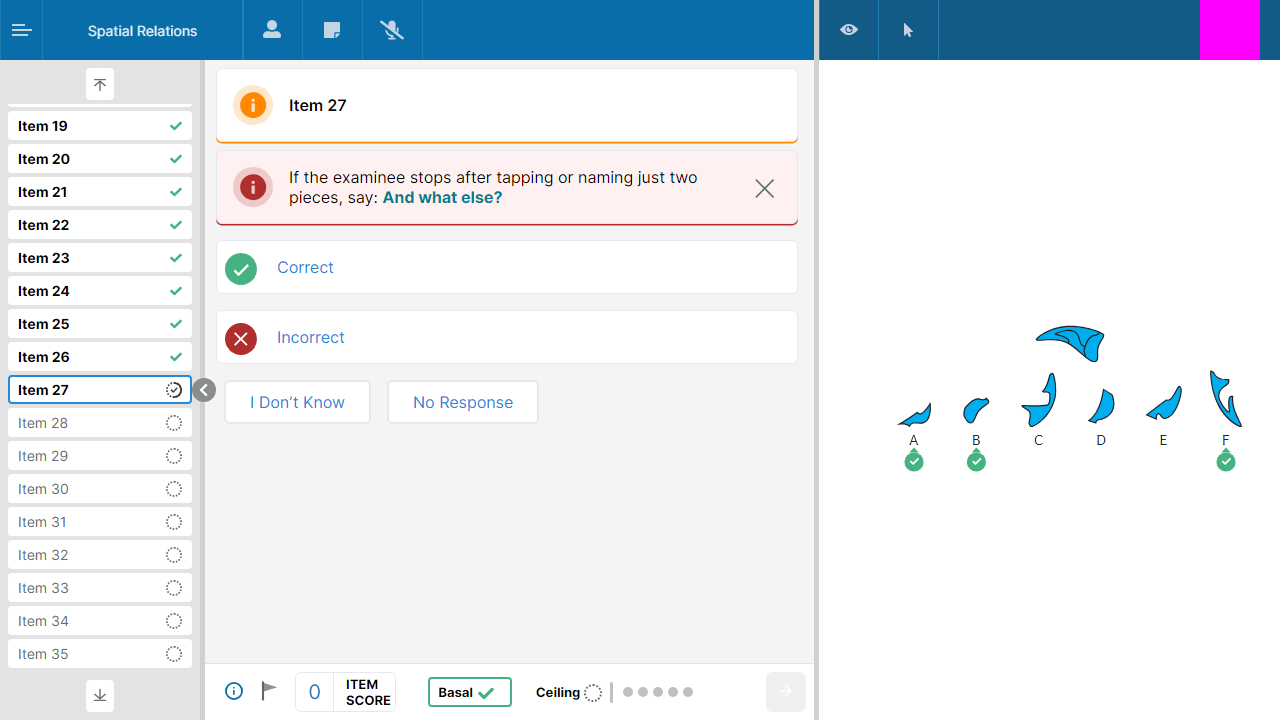 Spatial Relations
Item 19
Item 20
Item 21
Item 22
Item 23
Item 24
Item 25
Item 26
Item 27
Item 28
Item 29
Item 30
Item 31
Item 32
Item 33
Item 34
Item 35
Item 27
If the examinee stops after tapping or naming just two
pieces, say: And what else?
Correct
Incorrect
I Don’t Know
No Response
0 ITEM SCORE
Basal
Ceiling
A B C D E F